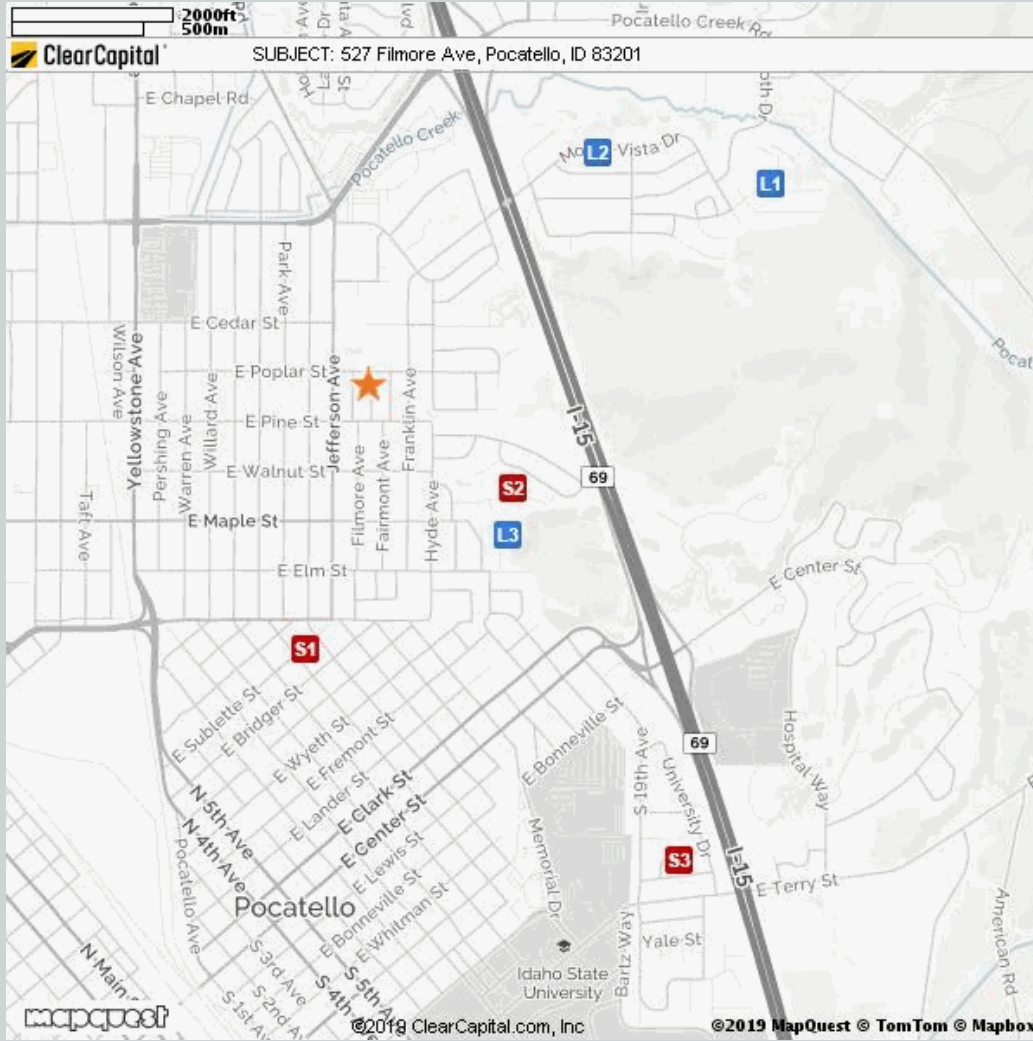 2000ft
500m
Pocatello Creek Rd
ClearCapital
SUBJECT: 527 Filmore Ave, Pocatello, ID 83201
E Chapel Rd
Pocatello Creek
L2
Vista Dr
L1
Park Ave
E Cedar St
Wilson Ave
Yellowstone Ave
E Poplar St
Jefferson Ave
Pershing Ave
Warren Ave
Willard Ave
E Pine St
Franklin Ave
I-15
E Walnut St
Filmore Ave
Fairmont Ave
69
S2
Taft Ave
E Maple St
Hyde Ave
L3
E Elm St
E Center St
S1
E Sublette St
E Bridger St
E Wyeth St
E Fremont St
E Lander St
E Clark St
E Center St
E Lewis St
E Bonneville St
E Whitman St
E Bonneville St
69
Hospital Way
S 19th Ave
University Dr
N 5th Ave
N 4th Ave
Pocatello Ave
Memorial Dr
S3
I-15
E Terry St
American Rd
Pocatello
Bartz Way
Yale St
Idaho State
University
N Main
S 3rd Ave
S 2nd A
S 1st Av
S 5th Av
S 4th
mapquest
©2019 ClearCapital.com, Inc
©2019 MapQuest © TomTom © Mapbox